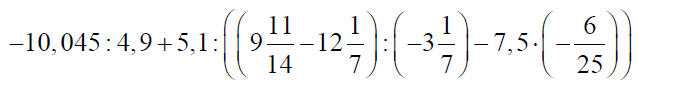 −10,045 : 4,9 + 5,1 : ((9 11/14 − 12 1/7) : (−3 1/7) − 7,5 · (−6/25))